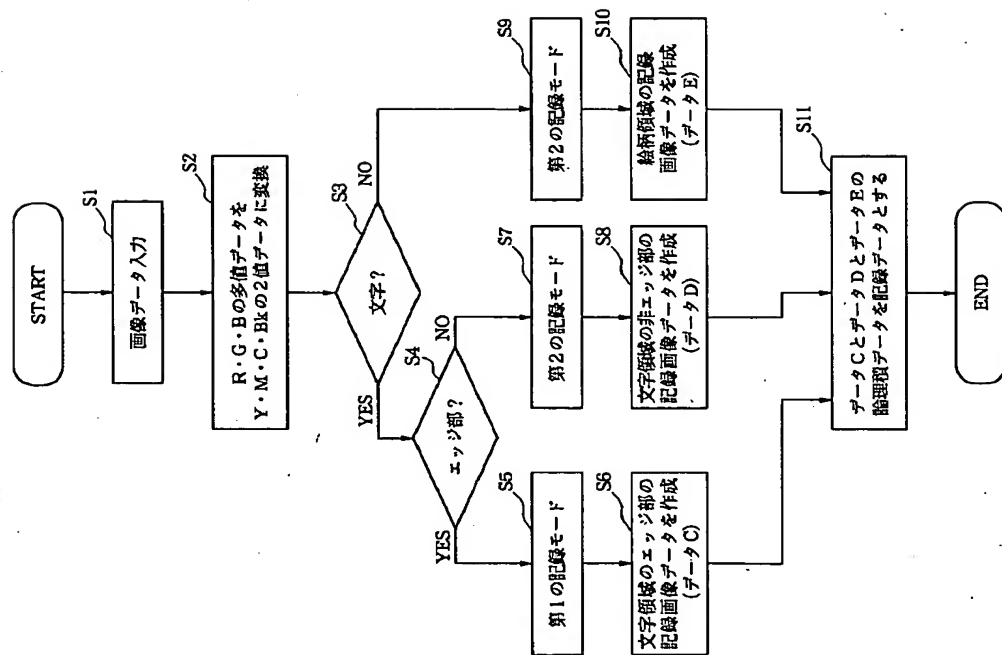 START
S1
画像データ入力
S2
R・G・Bの多値データを
Y・M・C・Bkの2値データに変換
S3
文字?
YES
NO
S4
エッジ部?
YES
NO
S5
第1の記録モード
S6
文字領域のエッジ部の
記録画像データを作成
(データC)
S7
第2の記録モード
S8
文字領域の非エッジ部の
記録画像データを作成
(データD)
S9
第2の記録モード
S10
絵柄領域の記録
画像データを作成
(データE)
S11
データCとデータDとデータEの
論理積データを記録データとする
END